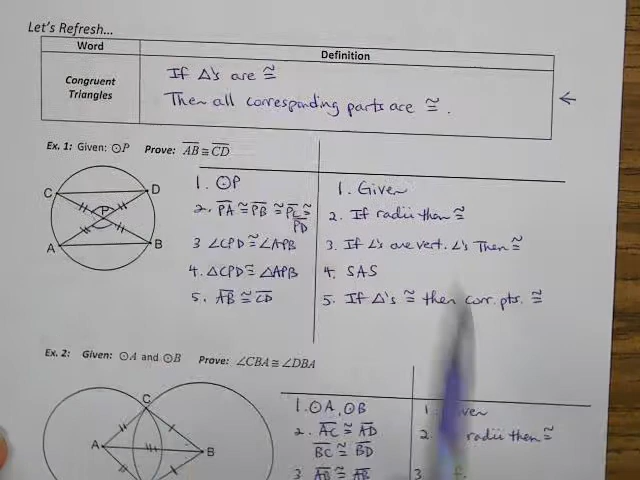 Let's Refresh...
Word Definition
Congruent Triangles If △'s are ≅
Then all corresponding parts are ≅. ←
Ex. 1: Given: ⊙P Prove: AB ≅ CD
1. ⊙P 1. Given
2. PA ≅ PB ≅ PC ≅ PD 2. If radii then ≅
3 ∠CPD ≅ ∠APB 3. If ∠'s are vert. ∠'s Then ≅
4. △CPD ≅ △APB 4. SAS
5. AB ≅ CD 5. If △'s ≅ then corr. pts. ≅
C D
P
A B
Ex. 2: Given: ⊙A and ⊙B Prove: ∠CBA ≅ ∠DBA
1. ⊙A, ⊙B 1.
2. AC ≅ AD 2. radii then ≅
BC ≅ BD
3 AB ≅ AB 3
C
A B